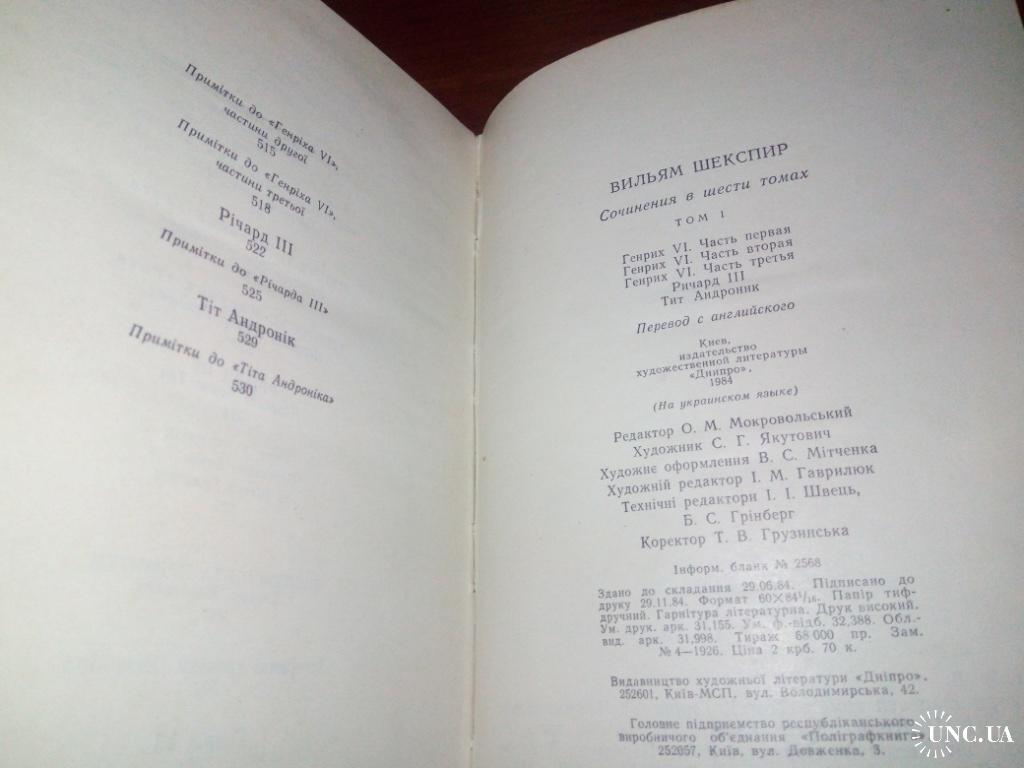 Примітки до «Генріха VI»,
частини другої
515
Примітки до «Генріха VI»,
частини третьої
518
Річард III
522
Примітки до «Річарда III»
525
Тіт Андронік
529
Примітки до «Тіта Андроніка»
530
ВИЛЬЯМ ШЕКСПИР
Сочинения в шести томах
ТОМ 1
Генрих VI. Часть первая
Генрих VI. Часть вторая
Генрих VI. Часть третья
Ричард III
Тит Андроник
Перевод с английского
Киев,
издательство
художественной литературы
«Дніпро»,
1984
(На украинском языке)
Редактор О. М. Мокровольський
Художник С. Г. Якутович
Художнє оформлення В. С. Мітченка
Художній редактор І. М. Гаврилюк
Технічні редактори І. І. Швець,
Б. С. Грінберг
Коректор Т. В. Грузинська
Інформ. бланк № 2568
Здано до складання 29.06.84. Підписано до
друку 29.11.84. Формат 60×84¹/₁₆. Папір тиф-
дручний. Гарнітура літературна. Друк високий.
Ум. друк. арк. 31,155. Ум. ф.-відб. 32,388. Обл.-
вид. арк. 31,998. Тираж 68 000 пр. Зам.
№ 4—1926. Ціна 2 крб. 70 к.
Видавництво художньої літератури «Дніпро»,
252601, Київ-МСП, вул. Володимирська, 42.
Головне підприємство республіканського
виробничого об'єднання «Поліграфкнига»
252057, Київ, вул. Довженка, 3.
UNC.UA